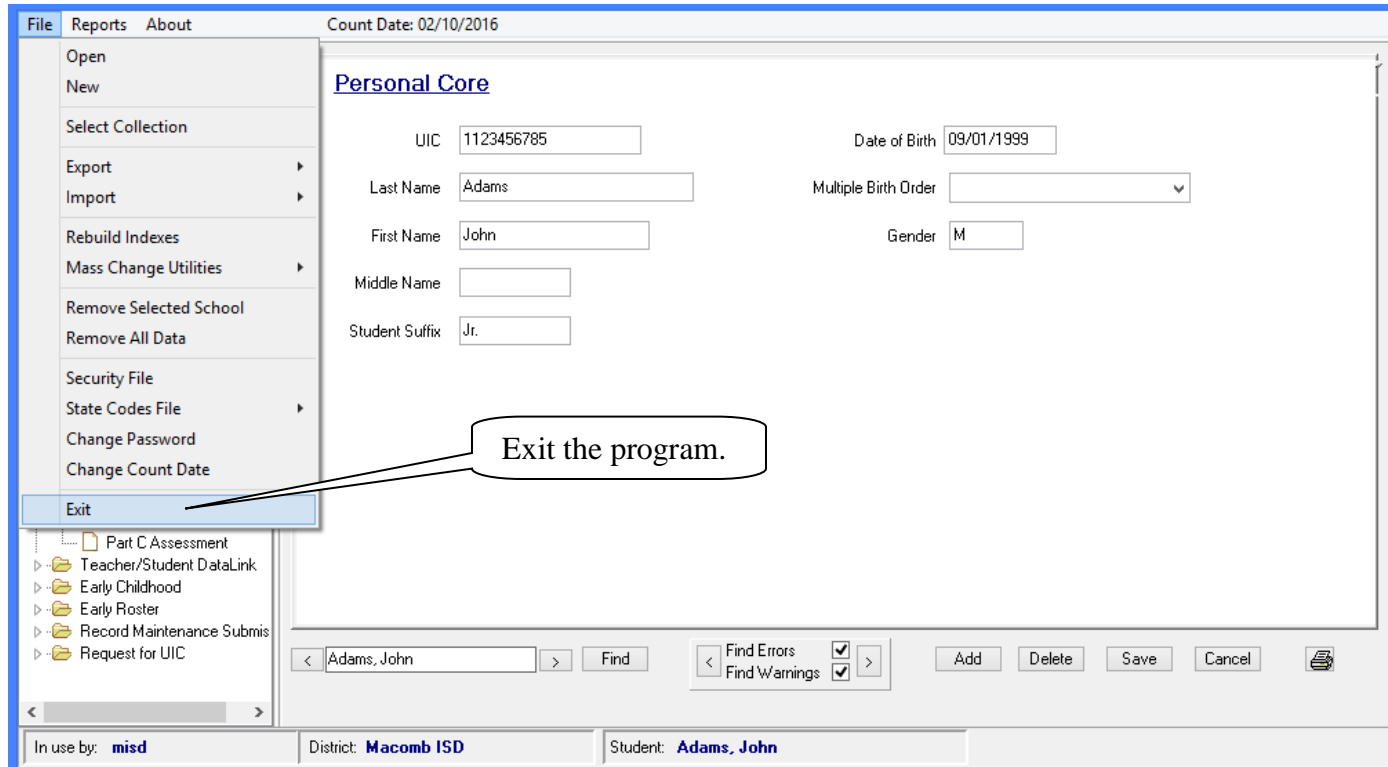 File Reports About Count Date: 02/10/2016
Open
New
Select Collection
Export
Import
Rebuild Indexes
Mass Change Utilities
Remove Selected School
Remove All Data
Security File
State Codes File
Change Password
Change Count Date
Exit
Part C Assessment
Teacher/Student DataLink
Early Childhood
Early Roster
Record Maintenance Submis
Request for UIC
Personal Core
UIC 1123456785 Date of Birth 09/01/1999
Last Name Adams Multiple Birth Order
First Name John Gender M
Middle Name
Student Suffix Jr.
Exit the program.
< Adams, John > Find < Find Errors > Add Delete Save Cancel
Find Warnings
In use by: misd District: Macomb ISD Student: Adams, John